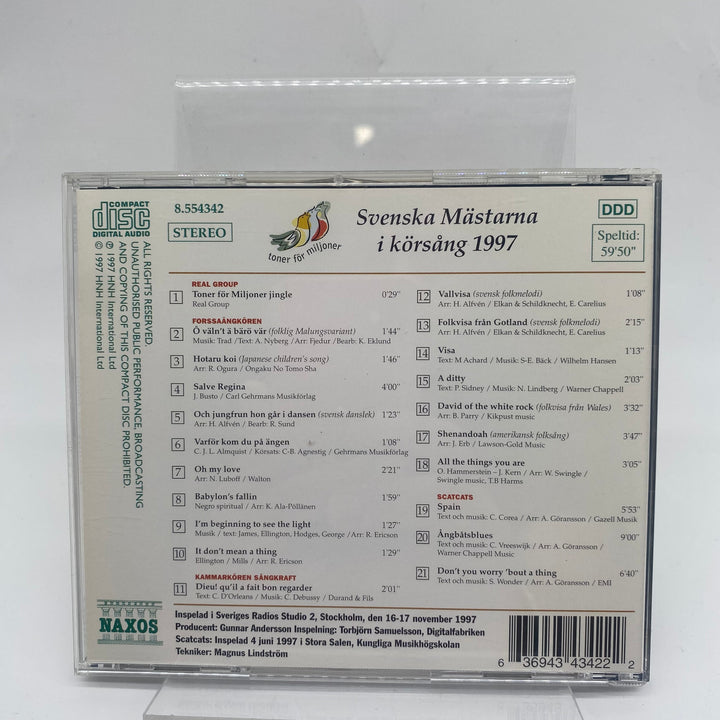 COMPACT
disc
DIGITAL AUDIO
8.554342
STEREO
toner för miljoner
Svenska Mästarna
i körsång 1997
DDD
Speltid:
59'50"
ALL RIGHTS RESERVED.
UNAUTHORISED PUBLIC PERFORMANCE, BROADCASTING
AND COPYING OF THIS COMPACT DISC PROHIBITED.
℗ 1997 HNH International Ltd
© 1997 HNH International Ltd
REAL GROUP
1 Toner för Miljoner jingle 0'29"
Real Group
FORSSAÄNGKÖREN
2 Ô väln't ä bärö vär (folklig Malungsvariant) 1'44"
Musik: Trad / Text: A. Nyberg / Arr: Fjedur /Bearb: K. Eklund
3 Hotaru koi (Japanese children's song) 1'46"
Arr: R. Ogura / Ongaku No Tomo Sha
4 Salve Regina 4'00"
J. Busto / Carl Gehrmans Musikförlag
5 Och jungfrun hon går i dansen (svensk danslek) 1'23"
Arr: H. Alfvén / Bearb: R. Sund
6 Varför kom du på ängen 1'08"
C. J. L. Almquist / Körsats: C-B. Agnestig / Gehrmans Musikförlag
7 Oh my love 2'21"
Arr: N. Luboff / Walton
8 Babylon's fallin 1'59"
Negro spiritual / Arr: K. Ala-Pöllänen
9 I'm beginning to see the light 1'27"
Musik / text: James, Ellington, Hodges, George /Arr: R. Ericson
10 It don't mean a thing 1'29"
Ellington / Mills / Arr: R. Ericson
KAMMARKÖREN SÅNGKRAFT
11 Dieu! qu'il a fait bon regarder 2'01"
Text: C. D'Orleans / Musik: C. Debussy / Durand & Fils
12 Vallvisa (svensk folkmelodi) 1'08"
Arr: H. Alfvén / Elkan & Schildknecht, E. Carelius
13 Folkvisa från Gotland (svensk folkmelodi) 2'15"
Arr: H. Alfvén / Elkan & Schildknecht, E. Carelius
14 Visa 1'13"
Text: M Achard / Musik: S-E. Bäck / Wilhelm Hansen
15 A ditty 2'03"
Text: P. Sidney / Musik: N. Lindberg / Warner Chappell
16 David of the white rock (folkvisa från Wales) 3'32"
Arr: B. Parry / Kikpust music
17 Shenandoah (amerikansk folksång) 3'47"
Arr: J. Erb / Lawson-Gold Music
18 All the things you are 3'05"
O. Hammerstein – J. Kern / Arr: W. Swingle /
Swingle music, T.B Harms
SCATCATS
19 Spain 5'53"
Text och musik: C. Corea / Arr: A. Göransson / Gazell Musik
20 Ångbåtsblues 9'00"
Text och musik: C. Vreeswijk / Arr: A. Göransson /
Warner Chappell Music
21 Don't you worry 'bout a thing 6'40"
Text och musik: S. Wonder / Arr: A. Göransson / EMI
NAXOS
Inspelad i Sveriges Radios Studio 2, Stockholm, den 16-17 november 1997
Producent: Gunnar Andersson Inspelning: Torbjörn Samuelsson, Digitalfabriken
Scatcats: Inspelad 4 juni 1997 i Stora Salen, Kungliga Musikhögskolan
Tekniker: Magnus Lindström
6 36943 43422 2